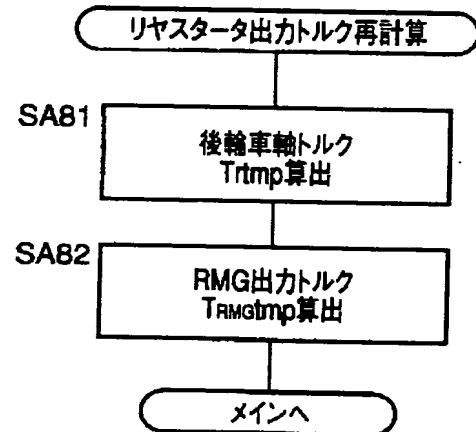 リヤスタータ出力トルク再計算
SA81
後輪車軸トルク
Trtmp算出
SA82
RMG出力トルク
TRMGtmp算出
メインへ